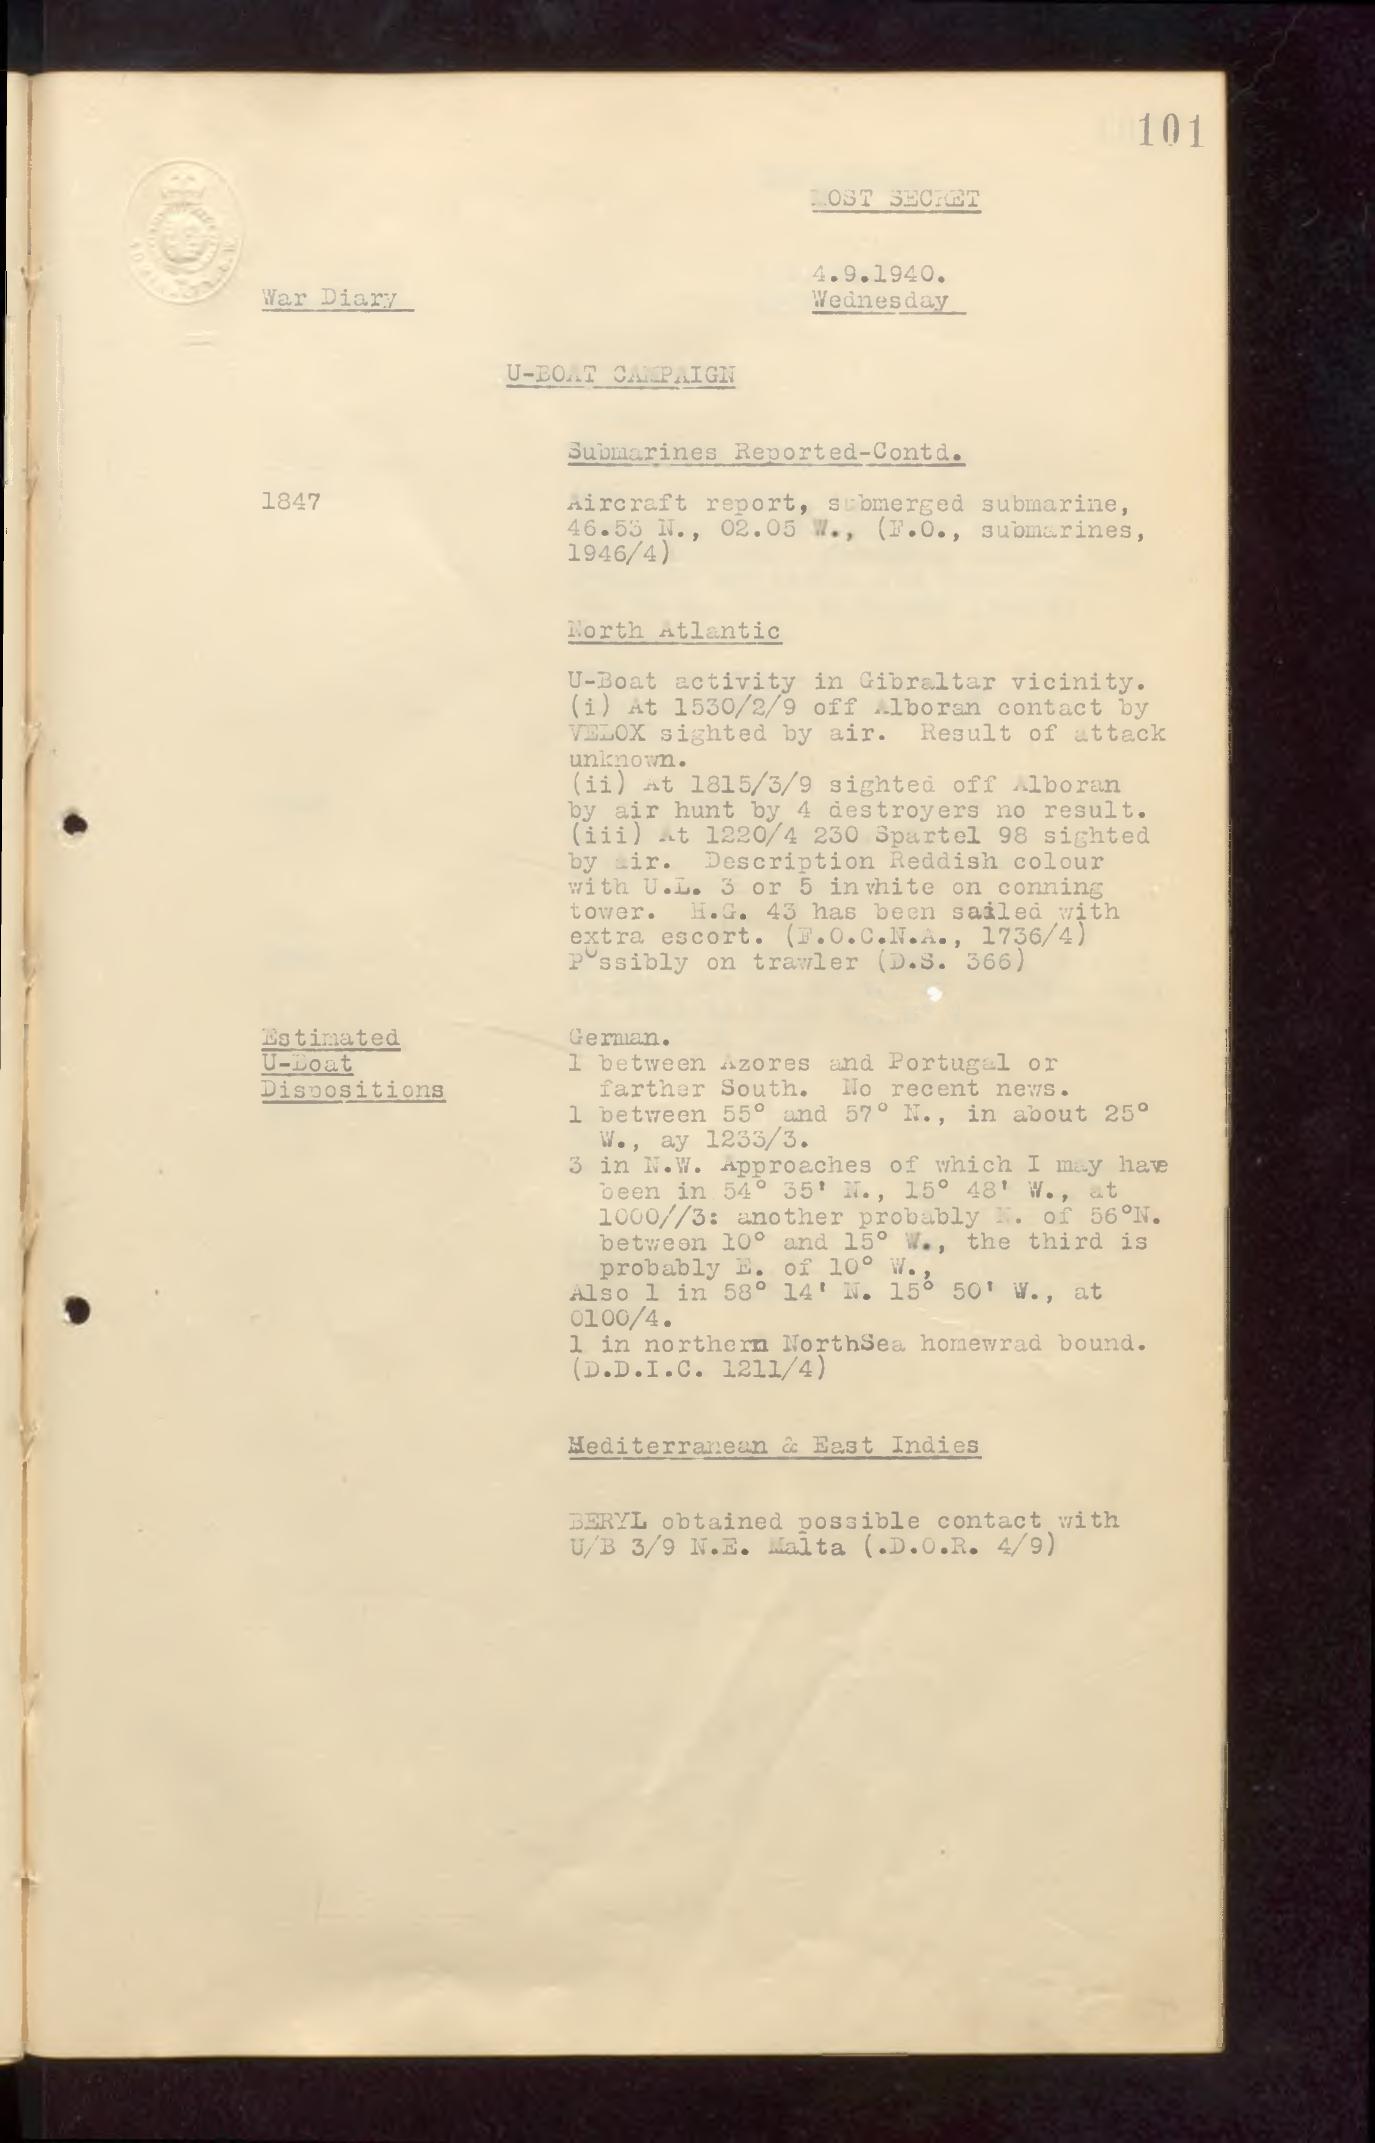 101
MOST SECRET
4.9.1940.
War Diary
Wednesday
U-BOAT CAMPAIGN
Submarines Reported-Contd.
1847
Aircraft report, submerged submarine,
46.53 N., 02.05 W., (F.O., submarines,
1946/4)
North Atlantic
U-Boat activity in Gibraltar vicinity.
(i) At 1530/2/9 off Alboran contact by
VELOX sighted by air. Result of attack
unknown.
(ii) At 1815/3/9 sighted off Alboran
by air hunt by 4 destroyers no result.
(iii) At 1220/4 230 Spartel 98 sighted
by air. Description Reddish colour
with U.L. 3 or 5 in white on conning
tower. H.G. 43 has been sailed with
extra escort. (F.O.C.N.A., 1736/4)
Possibly on trawler (D.S. 366)
Estimated
U-Boat
Dispositions
German.
1 between Azores and Portugal or
farther South. No recent news.
1 between 55° and 57° N., in about 25°
W., ay 1233/3.
3 in N.W. Approaches of which I may have
been in 54° 35' N., 15° 48' W., at
1000//3: another probably N. of 56°N.
between 10° and 15° W., the third is
probably E. of 10° W.,
Also 1 in 58° 14' N. 15° 50' W., at
0100/4.
1 in northern NorthSea homewrad bound.
(D.D.I.C. 1211/4)
Mediterranean & East Indies
BERYL obtained possible contact with
U/B 3/9 N.E. Malta (.D.O.R. 4/9)